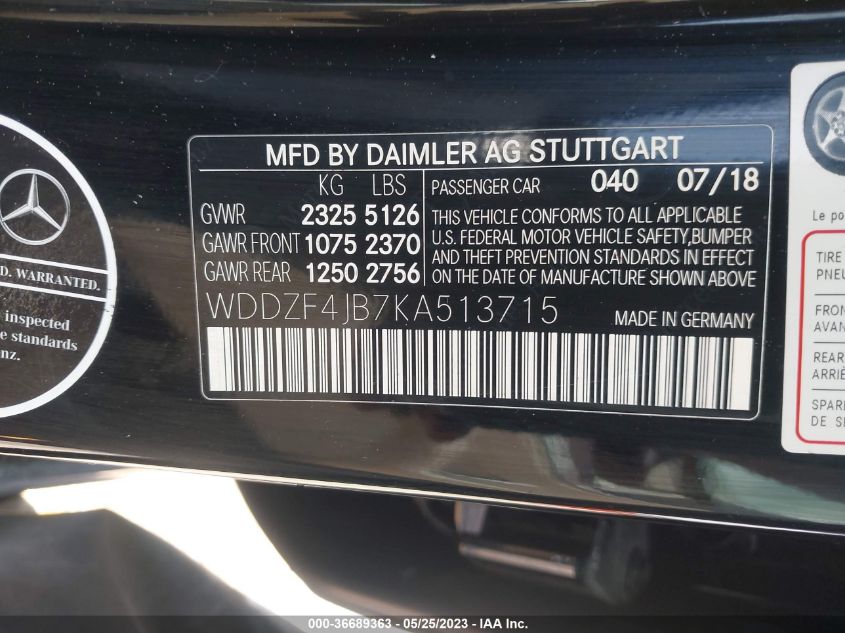 MFD BY DAIMLER AG STUTTGART
KG LBS
GVWR 2325 5126
GAWR FRONT 1075 2370
GAWR REAR 1250 2756
PASSENGER CAR 040 07/18
THIS VEHICLE CONFORMS TO ALL APPLICABLE
U.S. FEDERAL MOTOR VEHICLE SAFETY,BUMPER
AND THEFT PREVENTION STANDARDS IN EFFECT
ON THE DATE OF MANUFACTURE SHOWN ABOVE
WDDZF4JB7KA513715
MADE IN GERMANY
D. WARRANTED.
inspected
standards
nz.
Le po
TIRE
PNEU
FRON
AVAN
REAR
ARRIÈ
SPAR
DE S
000-36689363 - 05/25/2023 - IAA Inc.